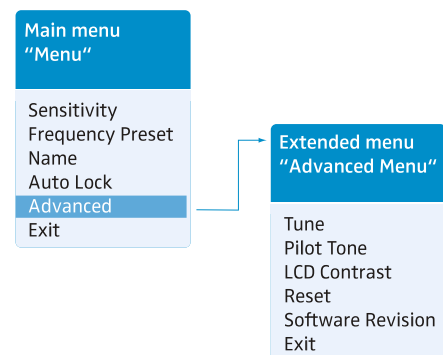 Main menu
"Menu"
Sensitivity
Frequency Preset
Name
Auto Lock
Advanced
Exit
Extended menu
"Advanced Menu"
Tune
Pilot Tone
LCD Contrast
Reset
Software Revision
Exit